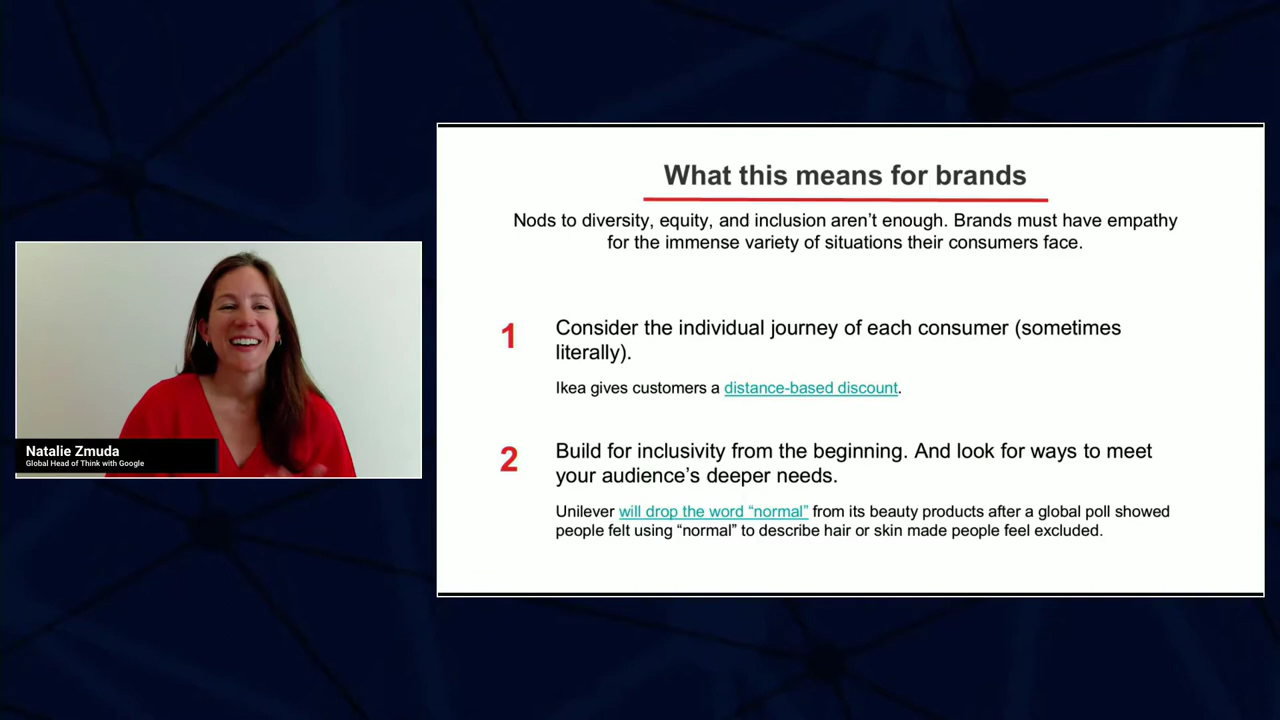 What this means for brands
Nods to diversity, equity, and inclusion aren’t enough. Brands must have empathy
for the immense variety of situations their consumers face.
1
Consider the individual journey of each consumer (sometimes
literally).
Ikea gives customers a distance-based discount.
2
Build for inclusivity from the beginning. And look for ways to meet
your audience’s deeper needs.
Unilever will drop the word “normal” from its beauty products after a global poll showed
people felt using “normal” to describe hair or skin made people feel excluded.
Natalie Zmuda
Global Head of Think with Google